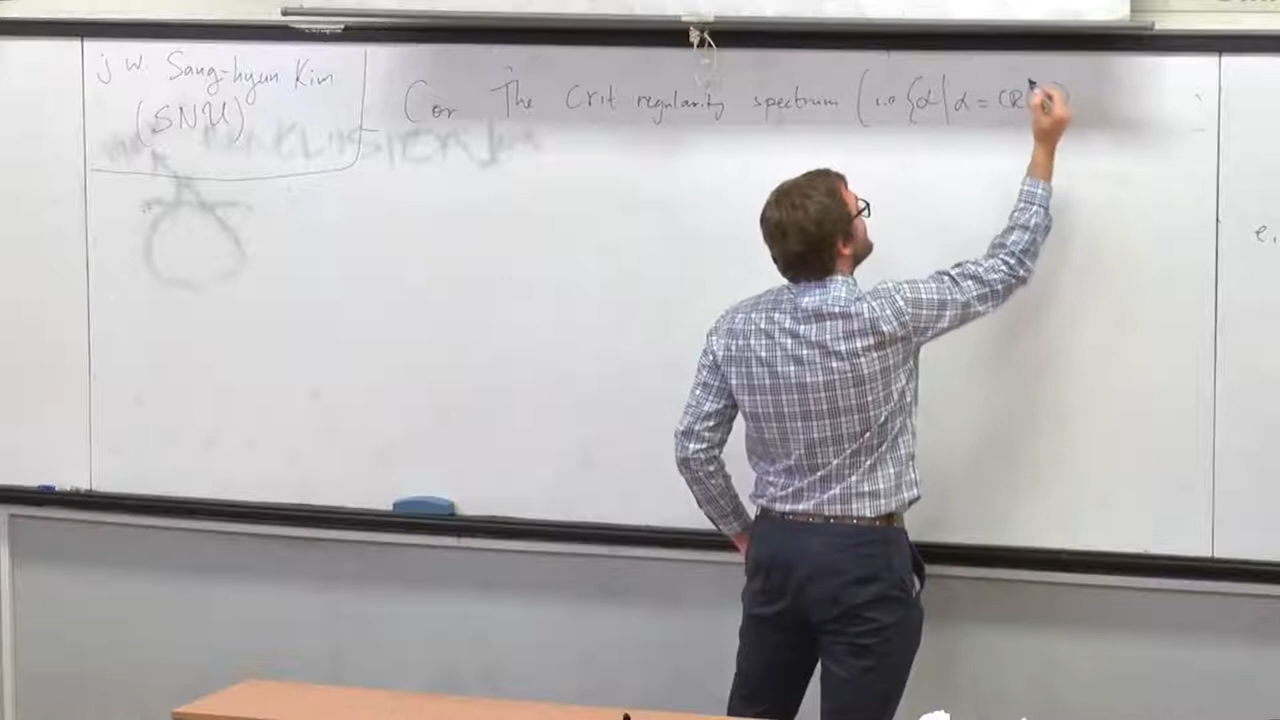 j w. Sang-hyun Kim
(SNU)
Cor The Crit regularity spectrum (i.e {α|α = CR
e.